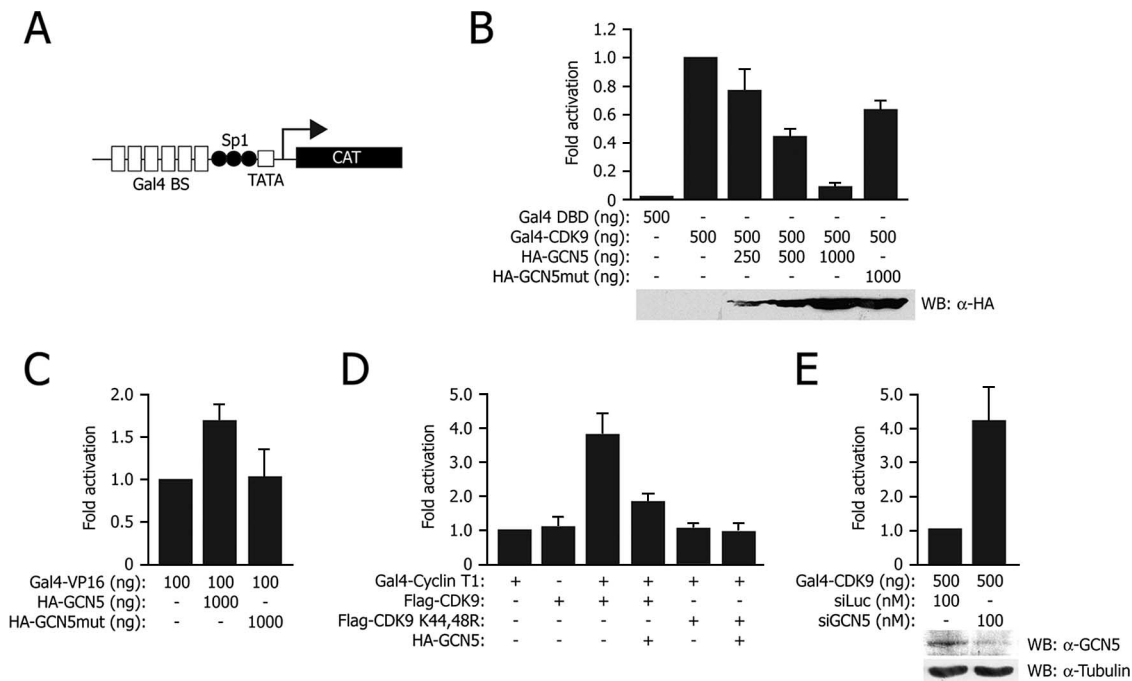 A
Sp1
CAT
Gal4 BS
TATA
B
Fold activation
1.2
1.0
0.8
0.6
0.4
0.2
0
Gal4 DBD (ng): 500 - - - - -
Gal4-CDK9 (ng): - 500 500 500 500 500
HA-GCN5 (ng): - - 250 500 1000 -
HA-GCN5mut (ng): - - - - - 1000
WB: α-HA
C
Fold activation
2.0
1.5
1.0
0.5
0
Gal4-VP16 (ng): 100 100 100
HA-GCN5 (ng): - 1000 -
HA-GCN5mut (ng): - - 1000
D
Fold activation
5.0
4.0
3.0
2.0
1.0
0
Gal4-Cyclin T1: + - + + + +
Flag-CDK9: - + + + - -
Flag-CDK9 K44,48R: - - - - + +
HA-GCN5: - - - + - +
E
Fold activation
5.0
4.0
3.0
2.0
1.0
0
Gal4-CDK9 (ng): 500 500
siLuc (nM): 100 -
siGCN5 (nM): - 100
WB: α-GCN5
WB: α-Tubulin